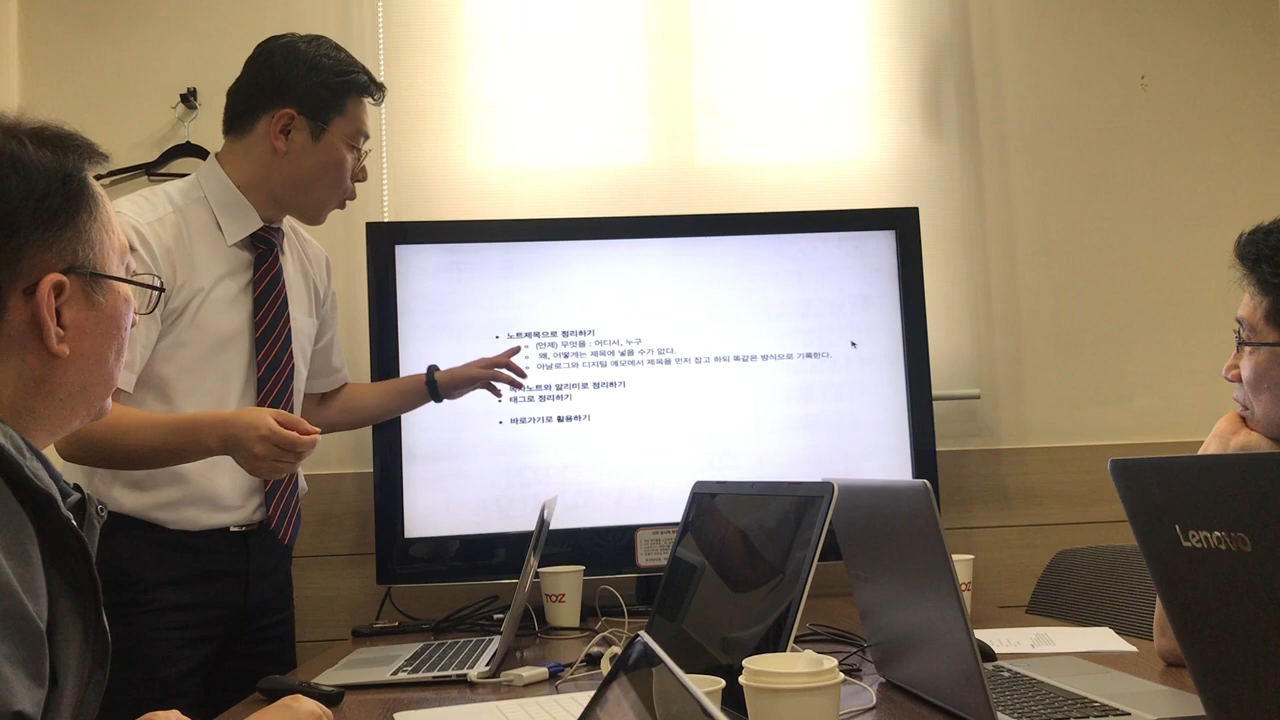 노트제목으로 정리하기
(언제) 무엇을 : 어디서, 누구
왜, 어떻게는 제목에 넣을 수가 없다.
아날로그와 디지털 메모에서 제목을 먼저 잡고 하되 똑같은 방식으로 기록한다.
알리미로 정리하기
태그로 정리하기
바로가기로 활용하기
TOZ
Lenovo